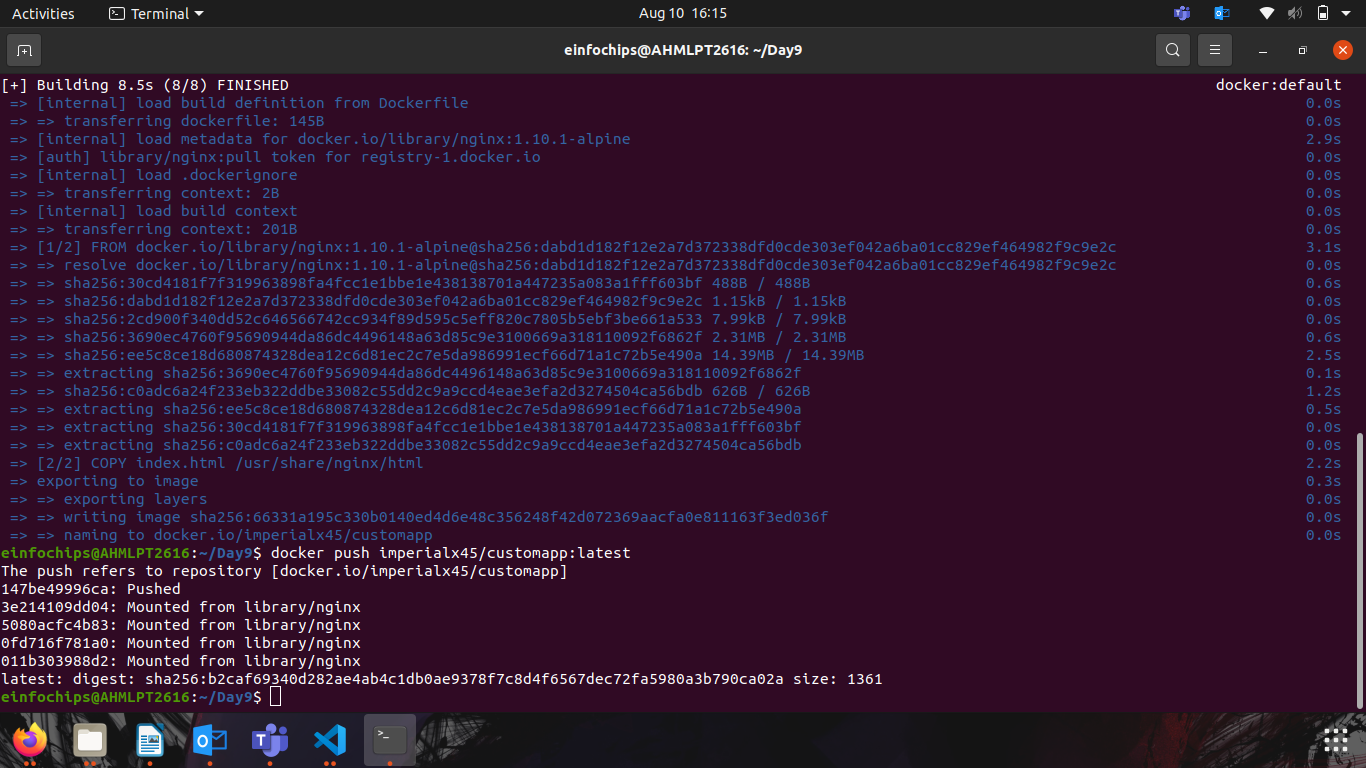 Activities
Terminal
Aug 10 16:15
einfochips@AHMLPT2616: ~/Day9
[+] Building 8.5s (8/8) FINISHED docker:default
=> [internal] load build definition from Dockerfile 0.0s
=> => transferring dockerfile: 145B 0.0s
=> [internal] load metadata for docker.io/library/nginx:1.10.1-alpine 2.9s
=> [auth] library/nginx:pull token for registry-1.docker.io 0.0s
=> [internal] load .dockerignore 0.0s
=> => transferring context: 2B 0.0s
=> [internal] load build context 0.0s
=> => transferring context: 201B 0.0s
=> [1/2] FROM docker.io/library/nginx:1.10.1-alpine@sha256:dabd1d182f12e2a7d372338dfd0cde303ef042a6ba01cc829ef464982f9c9e2c 3.1s
=> => resolve docker.io/library/nginx:1.10.1-alpine@sha256:dabd1d182f12e2a7d372338dfd0cde303ef042a6ba01cc829ef464982f9c9e2c 0.0s
=> => sha256:30cd4181f7f319963898fa4fcc1e1bbe1e438138701a447235a083a1fff603bf 488B / 488B 0.6s
=> => sha256:dabd1d182f12e2a7d372338dfd0cde303ef042a6ba01cc829ef464982f9c9e2c 1.15kB / 1.15kB 0.0s
=> => sha256:2cd900f340dd52c646566742cc934f89d595c5eff820c7805b5ebf3be661a533 7.99kB / 7.99kB 0.0s
=> => sha256:3690ec4760f95690944da86dc4496148a63d85c9e3100669a318110092f6862f 2.31MB / 2.31MB 0.6s
=> => sha256:ee5c8ce18d680874328dea12c6d81ec2c7e5da986991ecf66d71a1c72b5e490a 14.39MB / 14.39MB 2.5s
=> => extracting sha256:3690ec4760f95690944da86dc4496148a63d85c9e3100669a318110092f6862f 0.1s
=> => sha256:c0adc6a24f233eb322ddbe33082c55dd2c9a9ccd4eae3efa2d3274504ca56bdb 626B / 626B 1.2s
=> => extracting sha256:ee5c8ce18d680874328dea12c6d81ec2c7e5da986991ecf66d71a1c72b5e490a 0.5s
=> => extracting sha256:30cd4181f7f319963898fa4fcc1e1bbe1e438138701a447235a083a1fff603bf 0.0s
=> => extracting sha256:c0adc6a24f233eb322ddbe33082c55dd2c9a9ccd4eae3efa2d3274504ca56bdb 0.0s
=> [2/2] COPY index.html /usr/share/nginx/html 2.2s
=> exporting to image 0.3s
=> => exporting layers 0.0s
=> => writing image sha256:66331a195c330b0140ed4d6e48c356248f42d072369aacfa0e811163f3ed036f 0.0s
=> => naming to docker.io/imperialx45/customapp 0.0s
einfochips@AHMLPT2616:~/Day9$ docker push imperialx45/customapp:latest
The push refers to repository [docker.io/imperialx45/customapp]
147be49996ca: Pushed
3e214109dd04: Mounted from library/nginx
5080acfc4b83: Mounted from library/nginx
0fd716f781a0: Mounted from library/nginx
011b303988d2: Mounted from library/nginx
latest: digest: sha256:b2caf69340d282ae4ab4c1db0ae9378f7c8d4f6567dec72fa5980a3b790ca02a size: 1361
einfochips@AHMLPT2616:~/Day9$